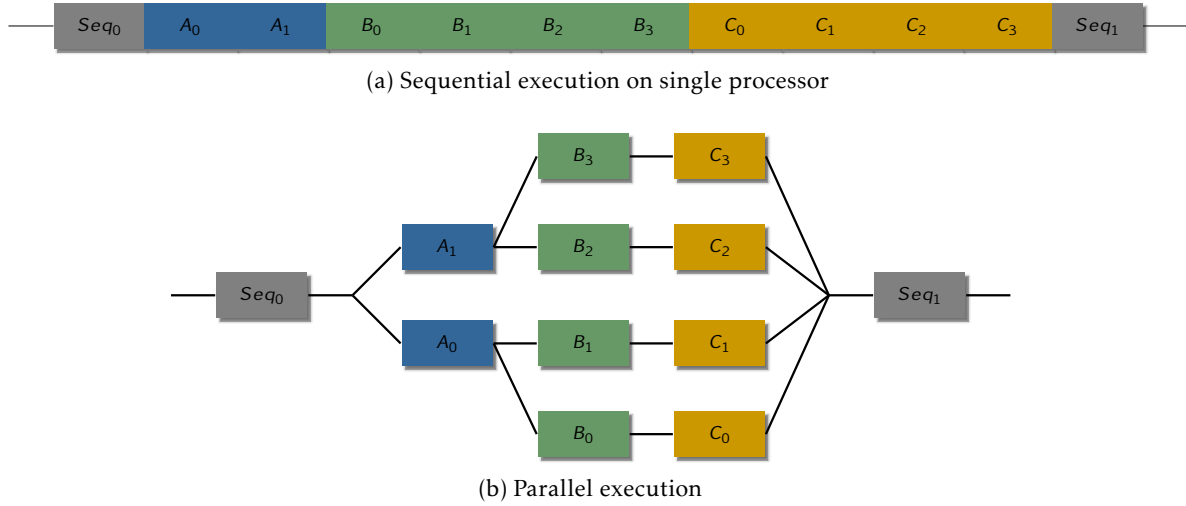 Seq₀ A₀ A₁ B₀ B₁ B₂ B₃ C₀ C₁ C₂ C₃ Seq₁
(a) Sequential execution on single processor
B₃ C₃
A₁ B₂ C₂
Seq₀ Seq₁
A₀ B₁ C₁
B₀ C₀
(b) Parallel execution